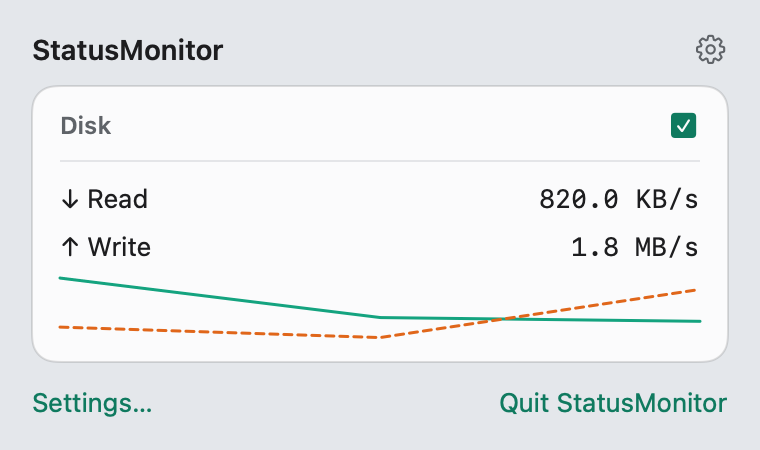 StatusMonitor
Disk
↓ Read 820.0 KB/s
↑ Write 1.8 MB/s
Settings... Quit StatusMonitor